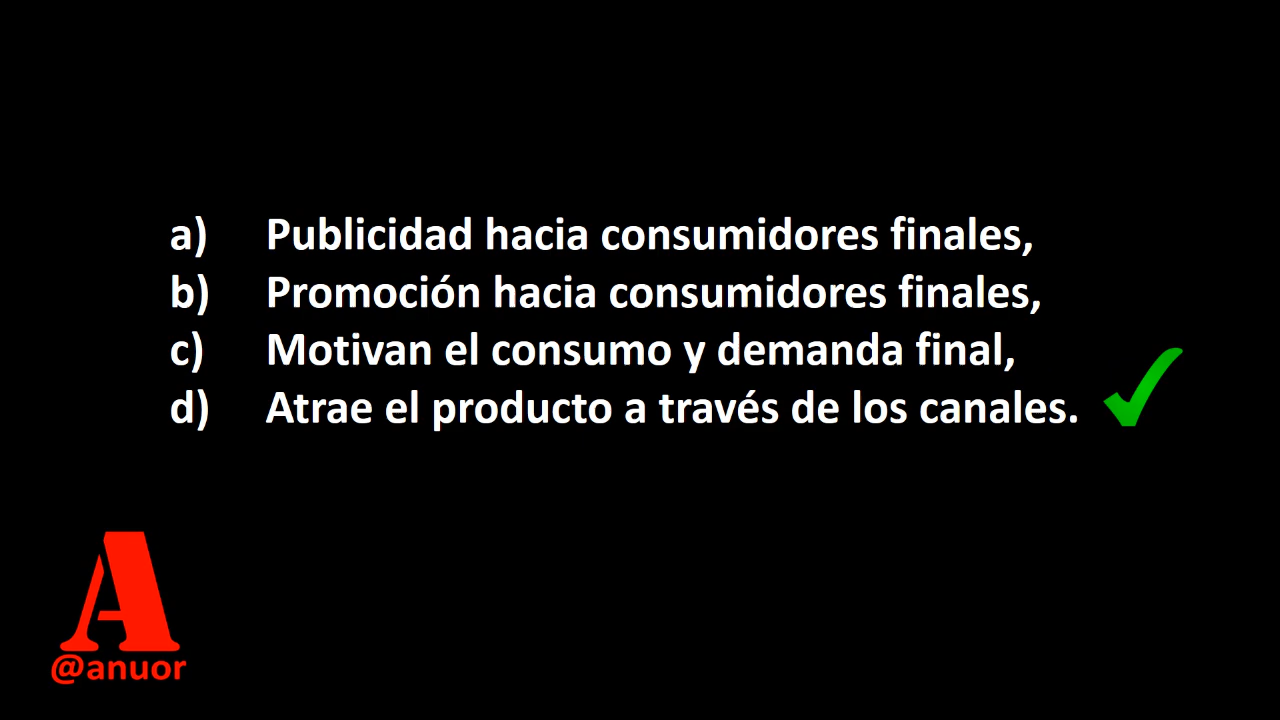 a) Publicidad hacia consumidores finales,
b) Promoción hacia consumidores finales,
c) Motivan el consumo y demanda final,
d) Atrae el producto a través de los canales.
A
@anuor